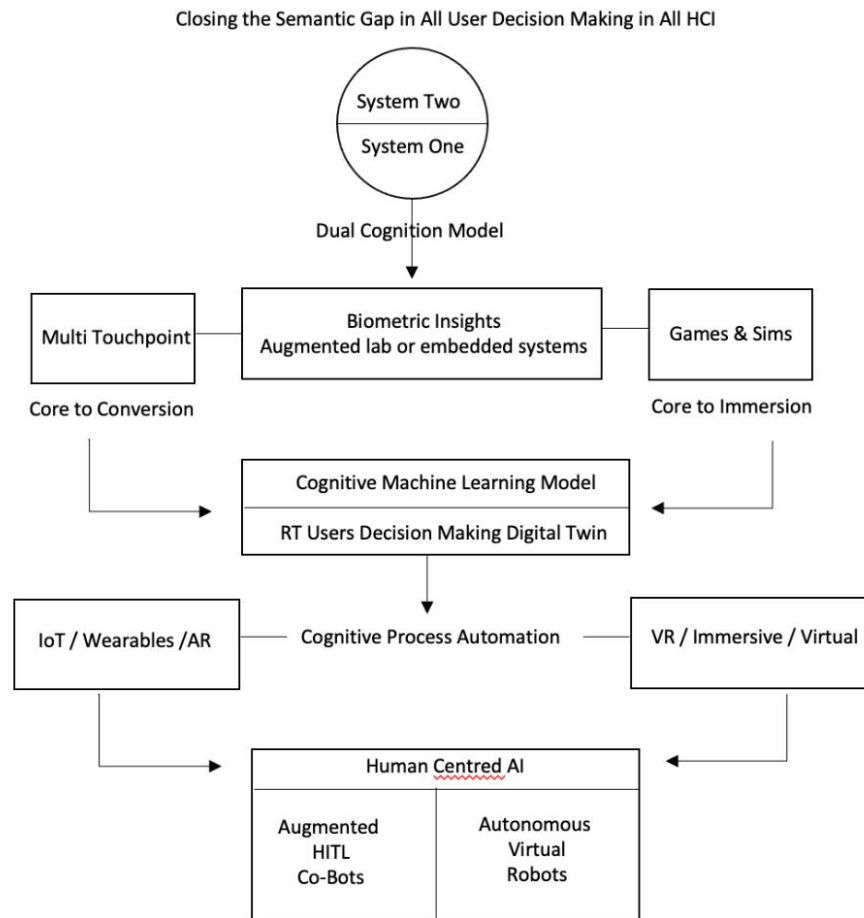 Closing the Semantic Gap in All User Decision Making in All HCI
System Two
System One
Dual Cognition Model
Multi Touchpoint
Biometric Insights
Augmented lab or embedded systems
Games & Sims
Core to Conversion
Core to Immersion
Cognitive Machine Learning Model
RT Users Decision Making Digital Twin
IoT / Wearables /AR
Cognitive Process Automation
VR / Immersive / Virtual
Human Centred AI
Augmented
HITL
Co-Bots
Autonomous
Virtual
Robots